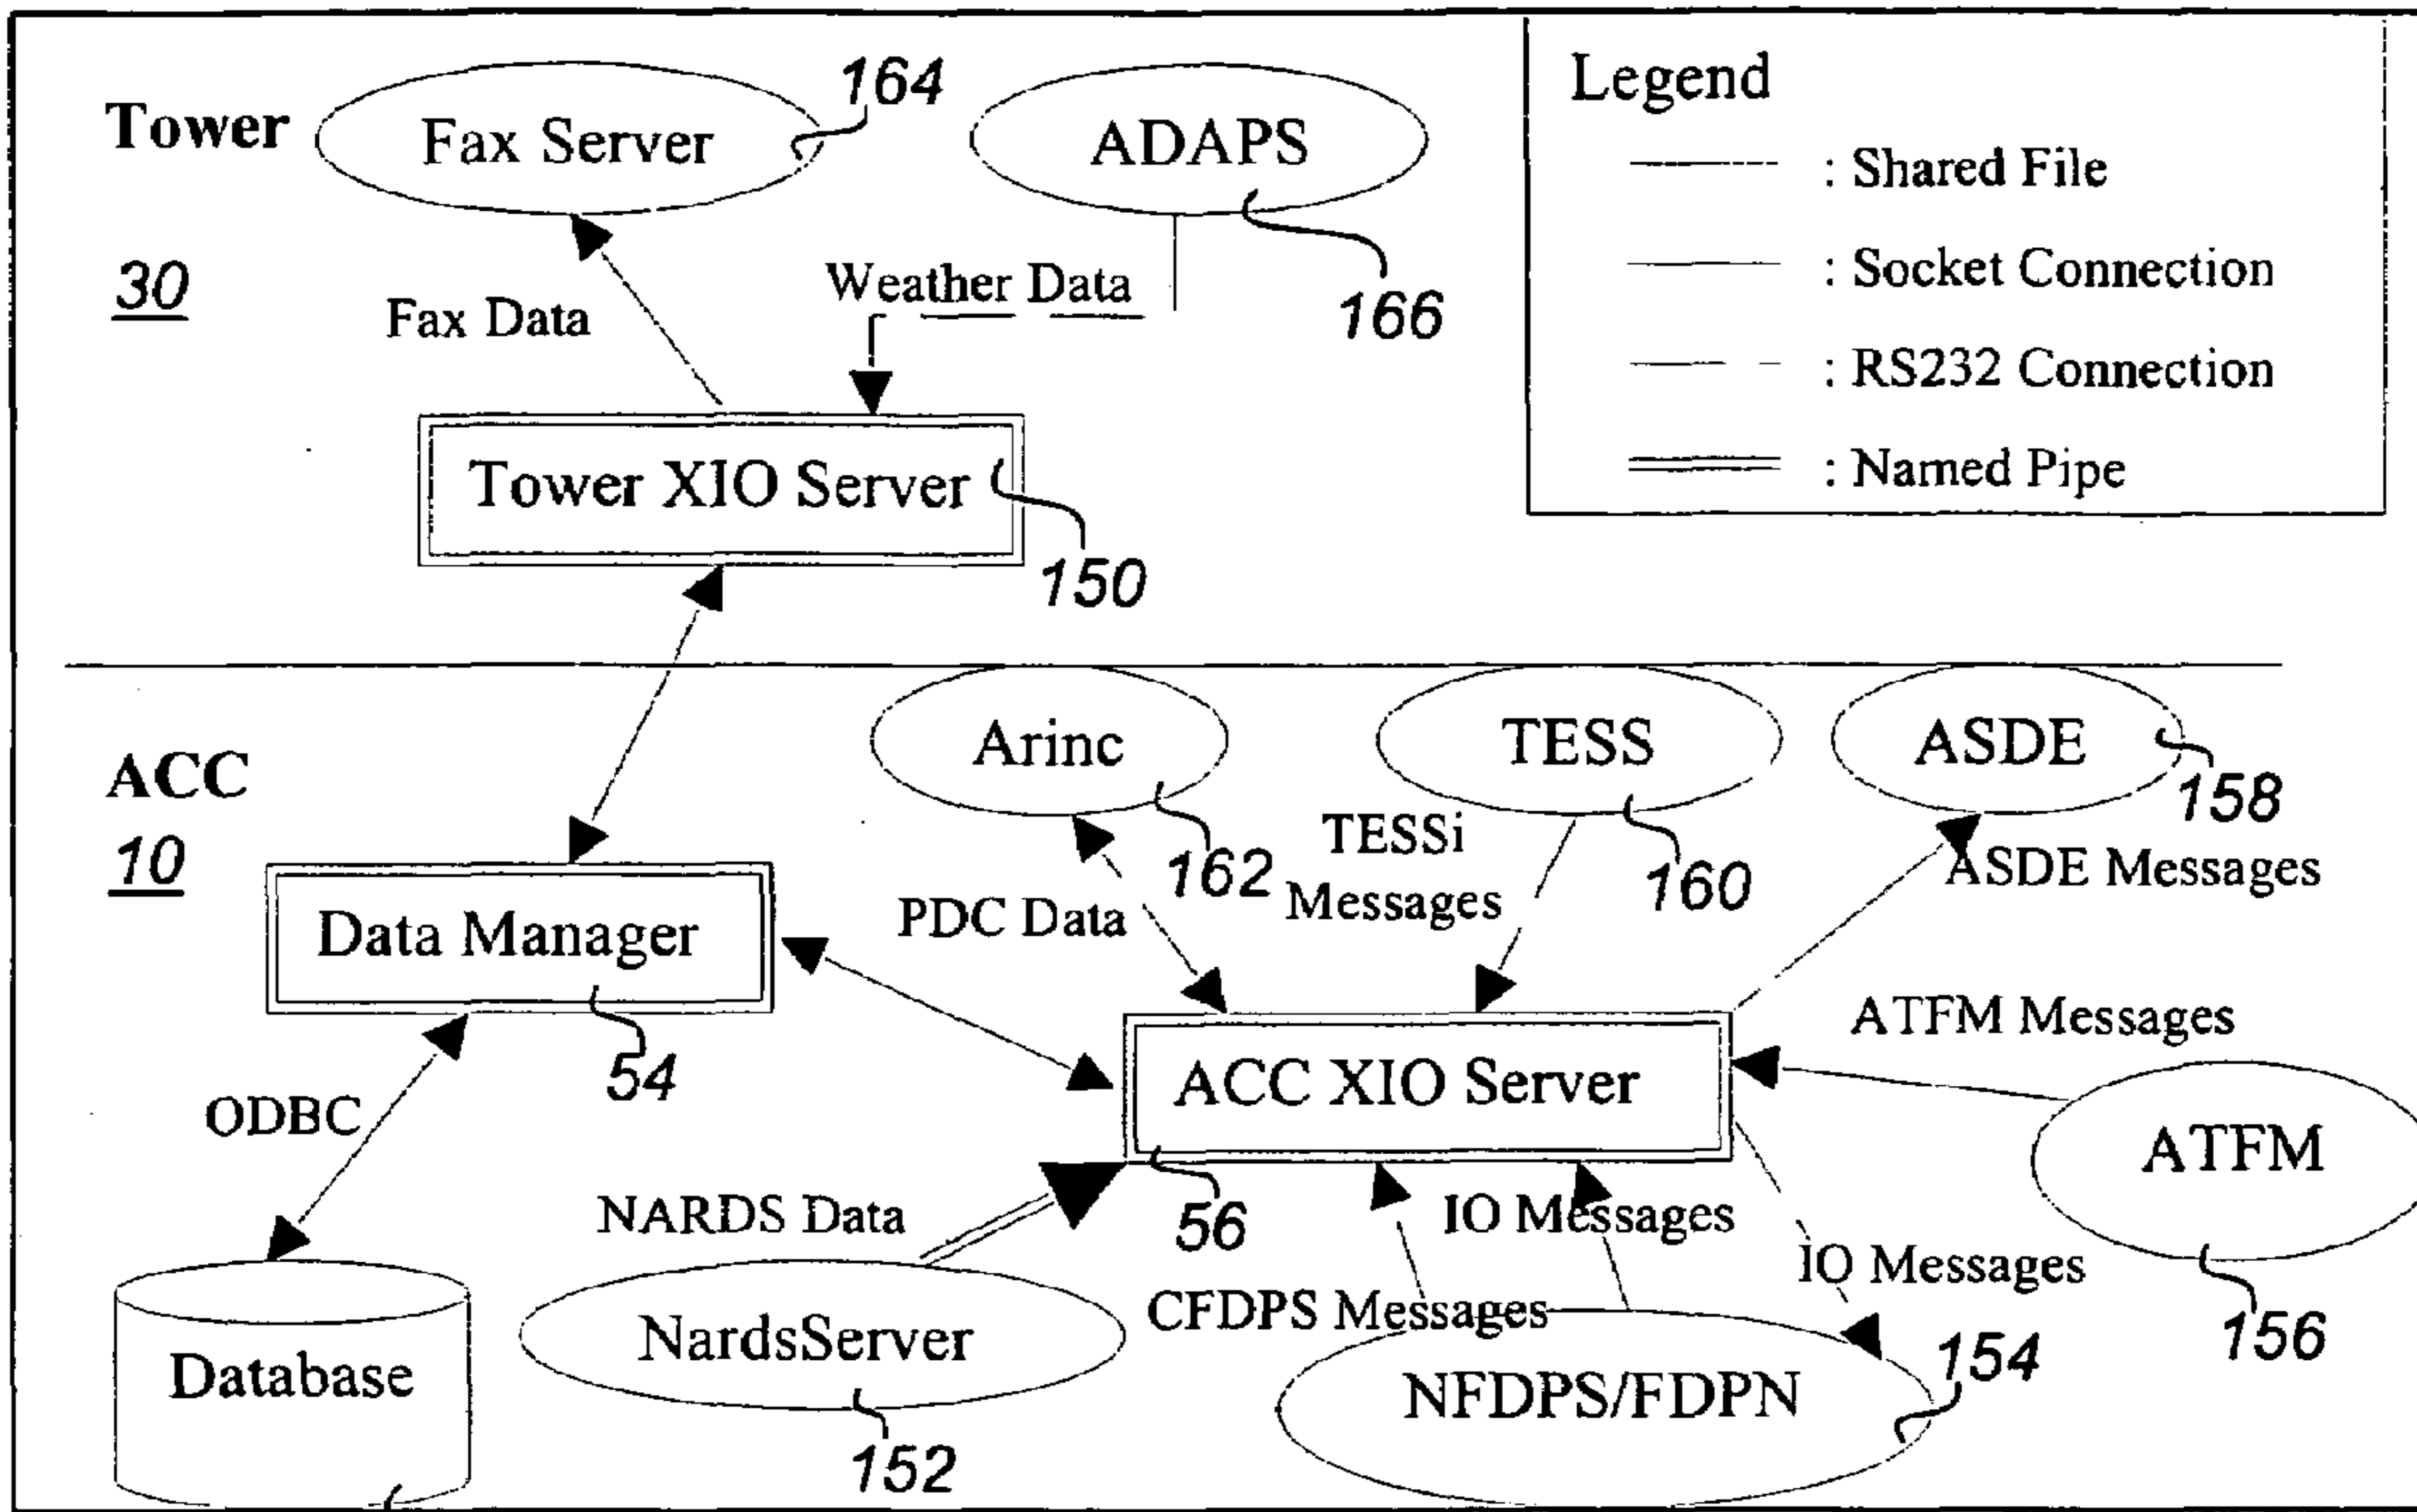 Tower
Fax Server
164
ADAPS
166
30
Fax Data
Weather Data
Legend
: Shared File
: Socket Connection
: RS232 Connection
: Named Pipe
Tower XIO Server
150
ACC
10
Arinc
162
TESS
160
ASDE
158
TESSi
Messages
ASDE Messages
PDC Data
Data Manager
54
ATFM Messages
ACC XIO Server
56
ODBC
ATFM
156
NARDS Data
IO Messages
IO Messages
CFDPS Messages
NardsServer
152
Database
NFDPS/FDPN
154